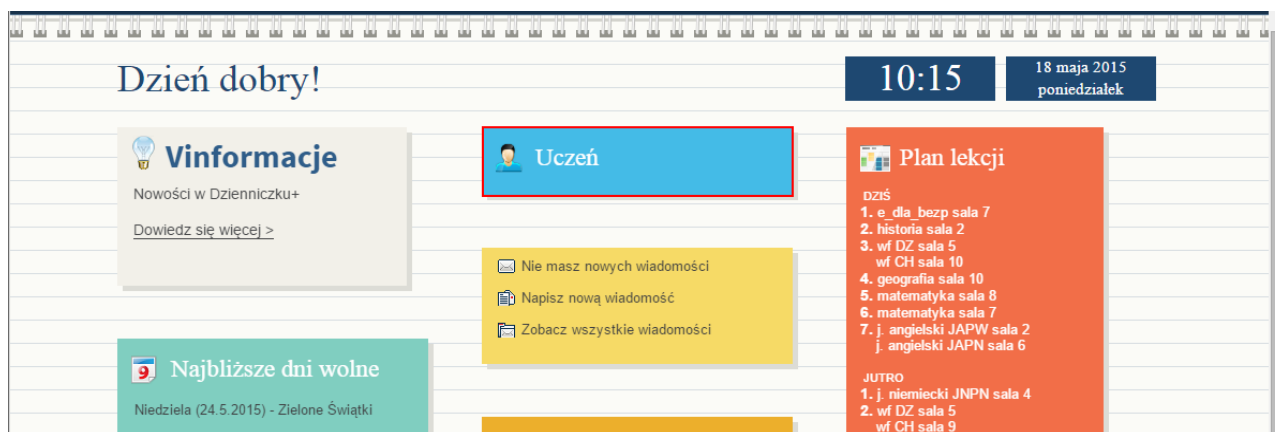 Dzień dobry!
10:15
18 maja 2015
poniedziałek
Vinformacje
Nowości w Dzienniczku+
Dowiedz się więcej >
Najbliższe dni wolne
Niedziela (24.5.2015) - Zielone Świątki
Uczeń
Nie masz nowych wiadomości
Napisz nową wiadomość
Zobacz wszystkie wiadomości
Plan lekcji
DZIŚ
1. e_dla_bezp sala 7
2. historia sala 2
3. wf DZ sala 5
wf CH sala 10
4. geografia sala 10
5. matematyka sala 8
6. matematyka sala 7
7. j. angielski JAPW sala 2
j. angielski JAPN sala 6
JUTRO
1. j. niemiecki JNPN sala 4
2. wf DZ sala 5
wf CH sala 9